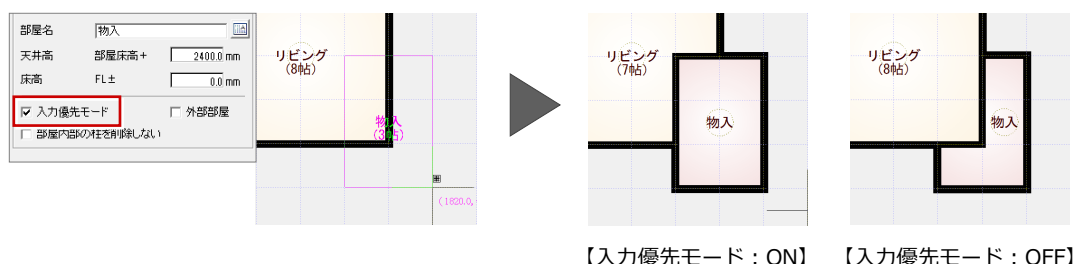 部屋名 物入
天井高 部屋床高+ 2400.0 mm
床高 FL± 0.0 mm
入力優先モード 外部部屋
部屋内部の柱を削除しない
リビング
(8帖)
物入
(3帖)
(1820.0,
リビング
(7帖)
物入
リビング
(8帖)
物入
【入力優先モード：ON】 【入力優先モード：OFF】